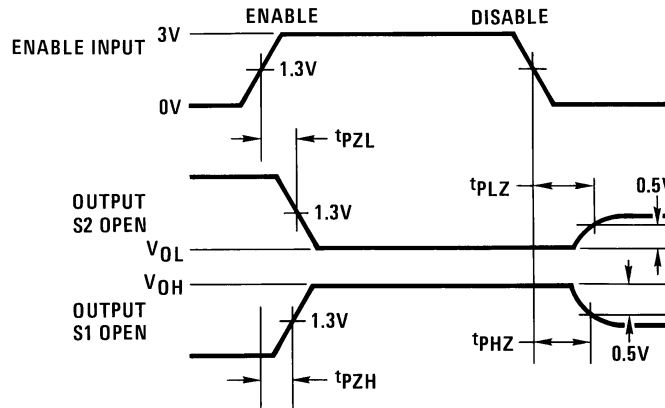 ENABLE
DISABLE
ENABLE INPUT
3V
1.3V
0V
tPZL
OUTPUT
S2 OPEN
1.3V
tPLZ
0.5V
VOL
VOH
OUTPUT
S1 OPEN
1.3V
tPHZ
0.5V
tPZH